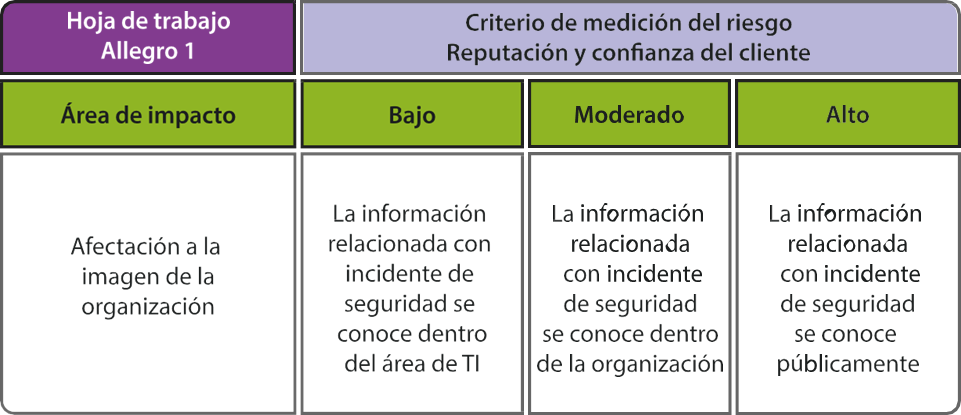 Hoja de trabajo
Allegro 1
Criterio de medición del riesgo
Reputación y confianza del cliente
Área de impacto
Bajo
Moderado
Alto
Afectación a la
imagen de la
organización
La información
relacionada con
incidente de
seguridad se
conoce dentro
del área de TI
La información
relacionada
con incidente
de seguridad
se conoce dentro
de la organización
La información
relacionada
con incidente
de seguridad
se conoce
públicamente